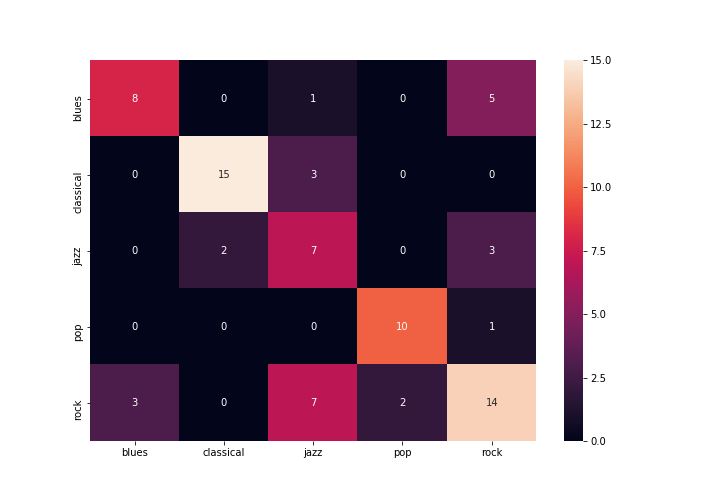 15.0
blues 8 0 1 0 5
12.5
classical 0 15 3 0 0
10.0
7.5
jazz 0 2 7 0 3
5.0
pop 0 0 0 10 1
2.5
rock 3 0 7 2 14
0.0
blues classical jazz pop rock